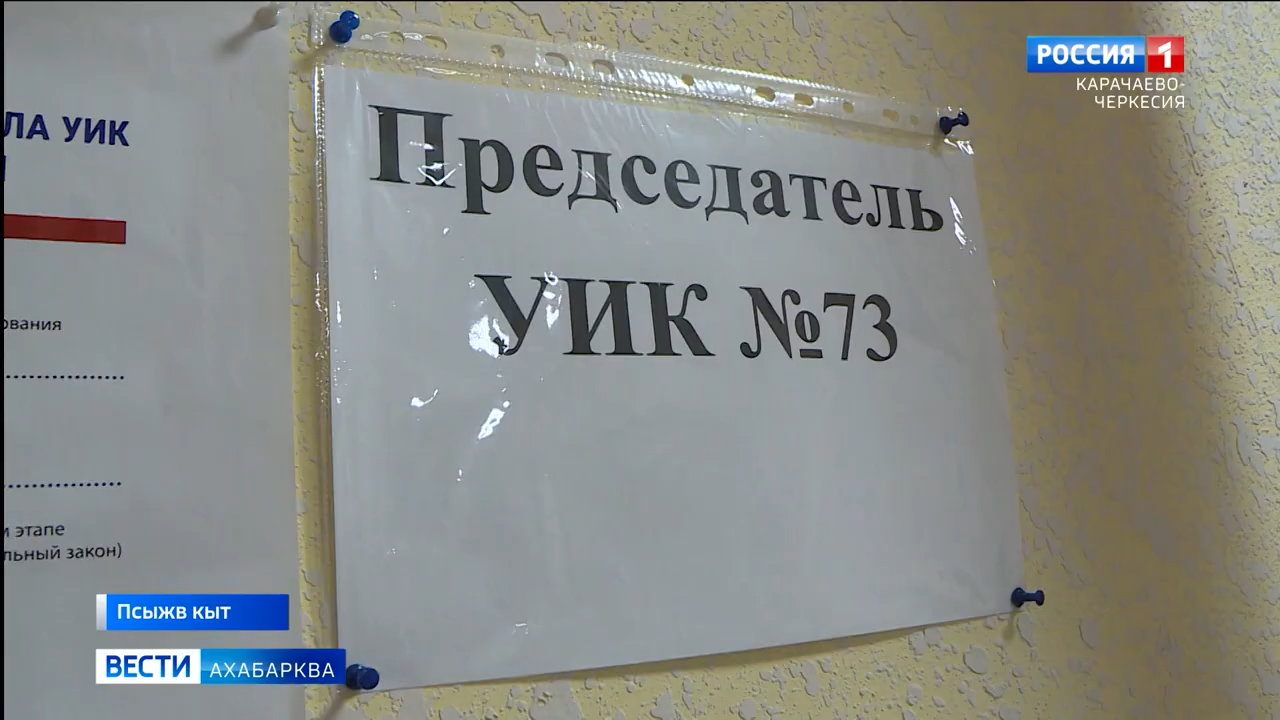 РОССИЯ 1
КАРАЧАЕВО-
ЧЕРКЕСИЯ
ЛА УИК
ования
и этапе
льный закон)
Председатель
УИК №73
Псыжв кыт
ВЕСТИ АХАБАРКВА